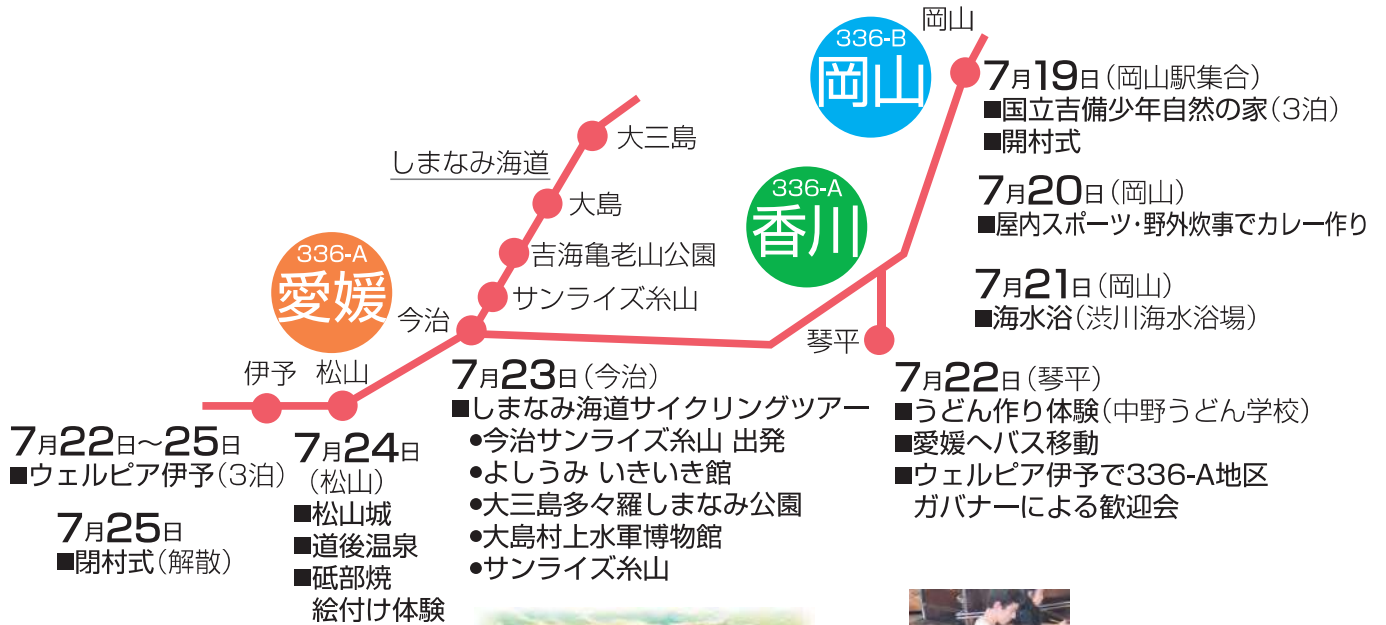 岡山
336-B
岡山
7月19日(岡山駅集合)
■国立吉備少年自然の家(3泊)
■開村式
7月20日(岡山)
■屋内スポーツ・野外炊事でカレー作り
7月21日(岡山)
■海水浴(渋川海水浴場)
336-A
香川
琴平
7月22日(琴平)
■うどん作り体験(中野うどん学校)
■愛媛へバス移動
■ウェルピア伊予で336-A地区
ガバナーによる歓迎会
大三島
しまなみ海道
大島
吉海亀老山公園
サンライズ糸山
今治
336-A
愛媛
7月23日(今治)
■しまなみ海道サイクリングツアー
●今治サンライズ糸山 出発
●よしうみ いきいき館
●大三島多々羅しまなみ公園
●大島村上水軍博物館
●サンライズ糸山
松山
7月24日
(松山)
■松山城
■道後温泉
■砥部焼
絵付け体験
伊予
7月22日〜25日
■ウェルピア伊予(3泊)
7月25日
■閉村式(解散)